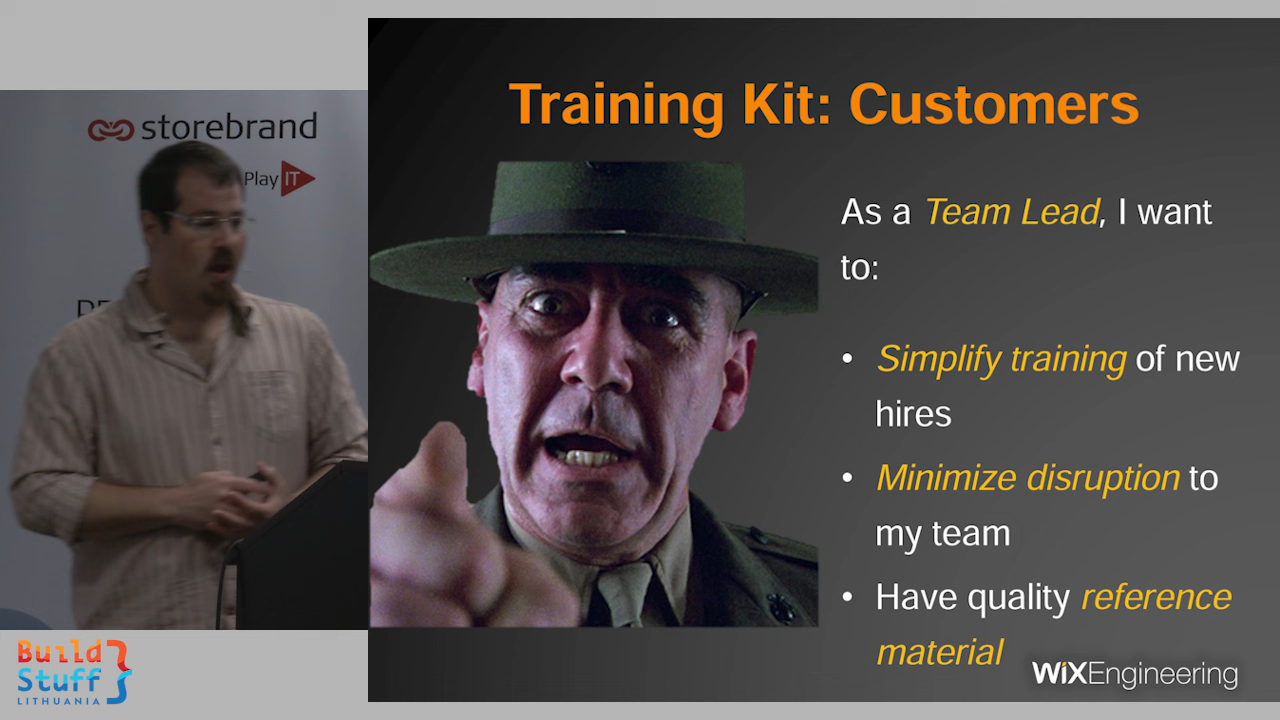 storebrand
Play IT
Build
Stuff
LITHUANIA
Training Kit: Customers
As a Team Lead, I want
to:
• Simplify training of new
hires
• Minimize disruption to
my team
• Have quality reference
material
WiXEngineering